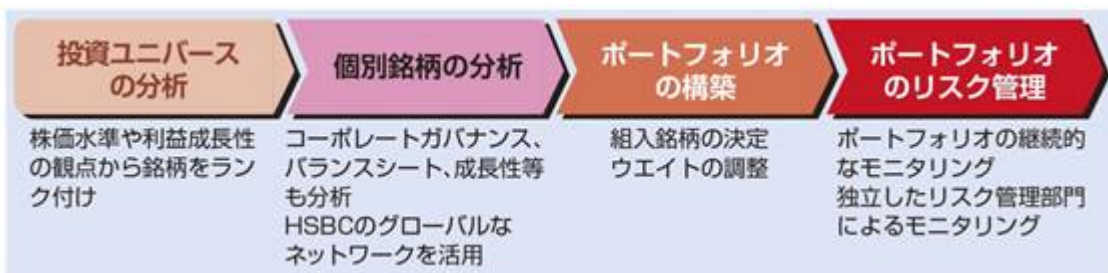 投資ユニバース
の分析
株価水準や利益成長性
の観点から銘柄をラン
ク付け
個別銘柄の分析
コーポレートガバナンス、
バランスシート、成長性等
も分析
HSBCのグローバルな
ネットワークを活用
ポートフォリオ
の構築
組入銘柄の決定
ウエイトの調整
ポートフォリオ
のリスク管理
ポートフォリオの継続的
なモニタリング
独立したリスク管理部門
によるモニタリング